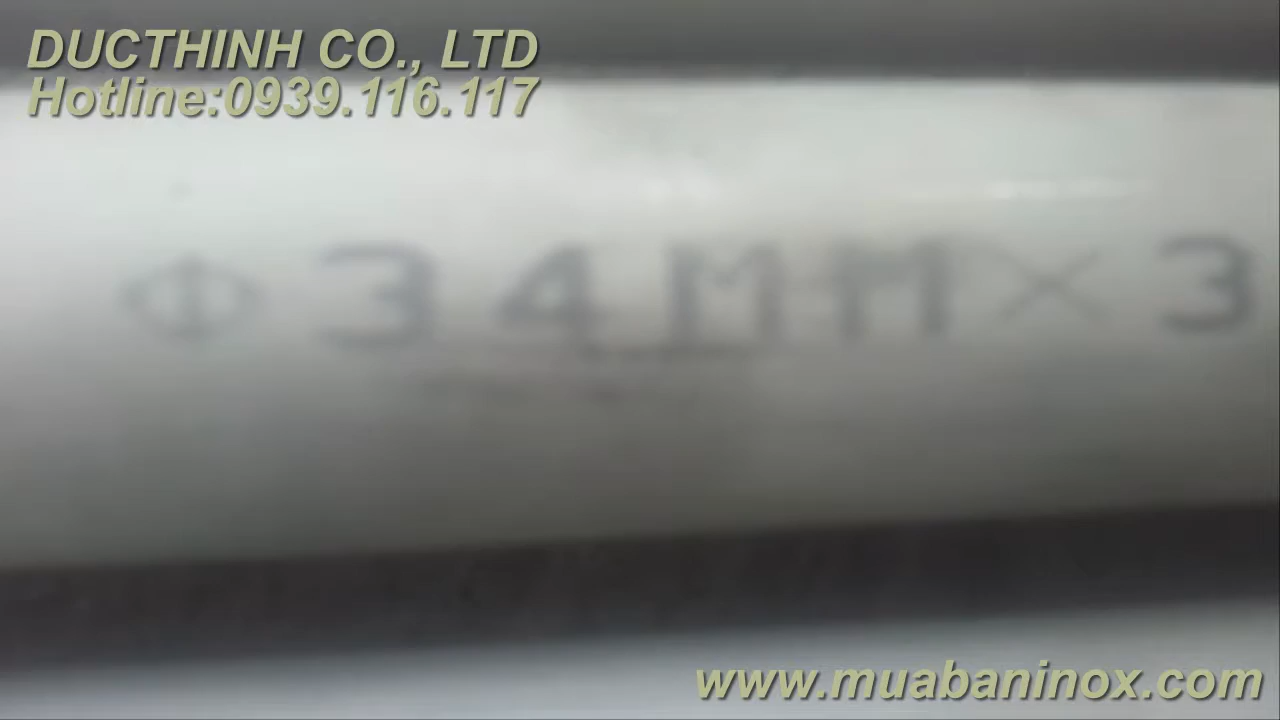 DUCTHINH CO., LTD
Hotline:0939.116.117
Φ34MM×3
www.muabaninox.com